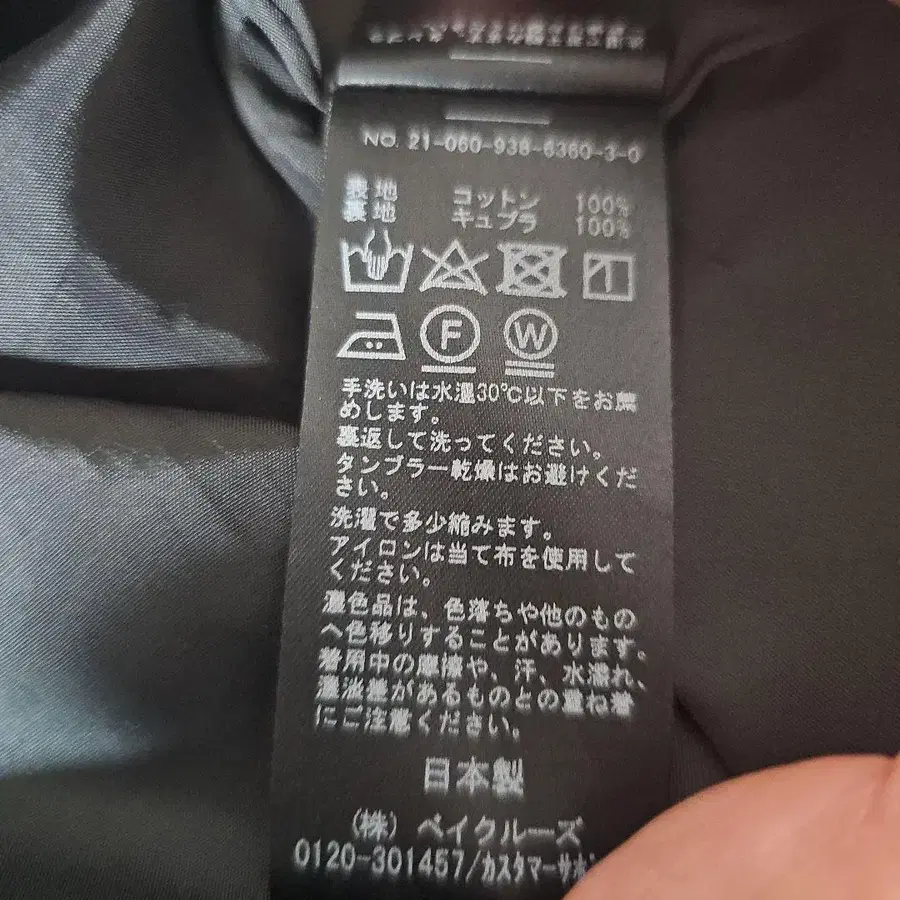 NO. 21-060-938-6360-3-0
表地 コットン 100%
裏地 キュプラ 100%
F W
手洗いは水温30℃以下をお薦
めします。
裏返して洗ってください。
タンブラー乾燥はお避けくだ
さい。
洗濯で多少縮みます。
アイロンは当て布を使用して
ください。
濃色品は、色落ちや他のもの
へ色移りすることがあります。
着用中の摩擦や、汗、水濡れ、
濃淡差があるものとの重ね着
にご注意ください。
日本製
(株) ベイクルーズ
0120-301457/カスタマーサポ